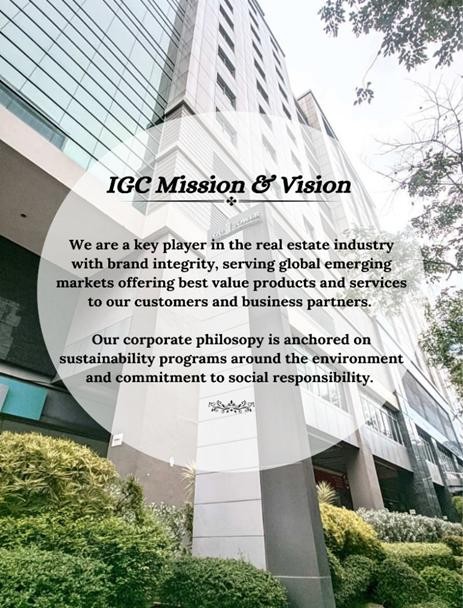 IGC Mission & Vision
We are a key player in the real estate industry
with brand integrity, serving global emerging
markets offering best value products and services
to our customers and business partners.
Our corporate philosopy is anchored on
sustainability programs around the environment
and commitment to social responsibility.